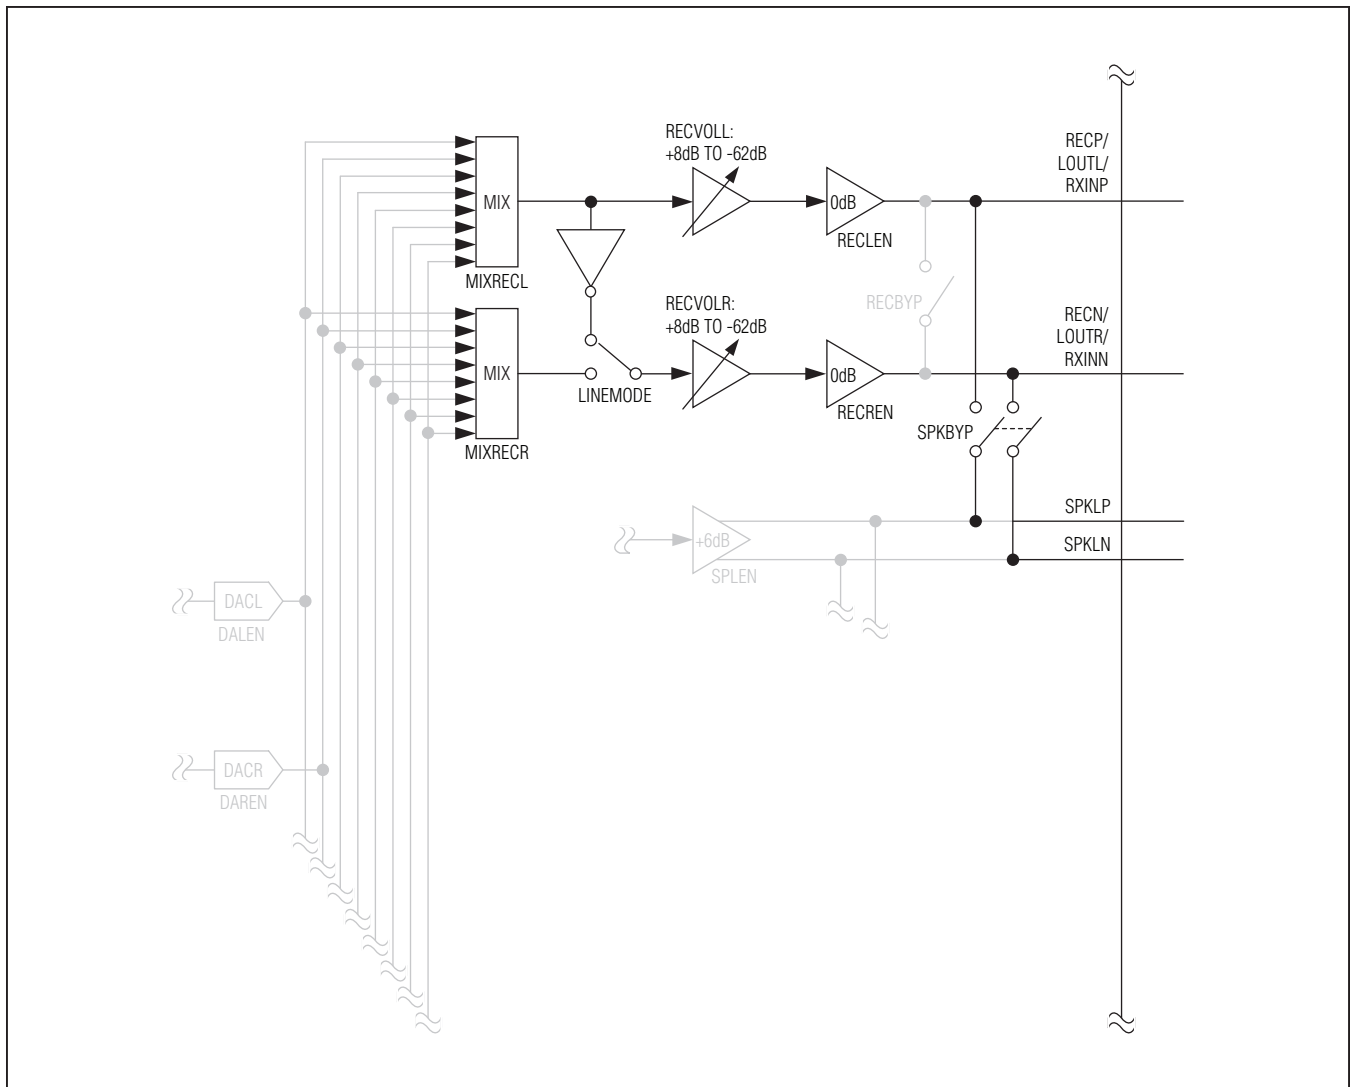 RECVOLL:
+8dB TO -62dB
RECP/
LOUTL/
RXINP
MIX
0dB
RECLEN
MIXRECL
RECVOLR:
+8dB TO -62dB
RECBYP
RECN/
LOUTR/
RXINN
MIX
LINEMODE
0dB
RECREN
MIXRECR
SPKBYP
SPKLP
+6dB
SPKLN
SPLEN
DACL
DALEN
DACR
DAREN